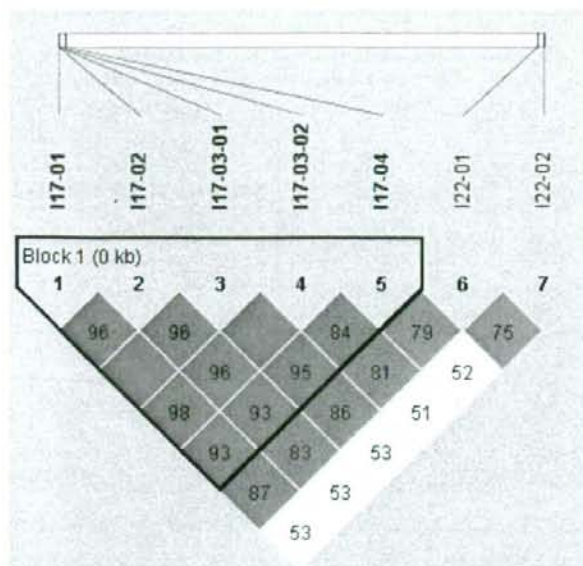 I17-01 I17-02 I17-03-01 I17-03-02 I17-04 I22-01 I22-02
Block 1 (0 kb)
1 2 3 4 5 6 7
96 96 84 79 75
96 95 81 52
98 93 86 51
93 83 53
87 53
53